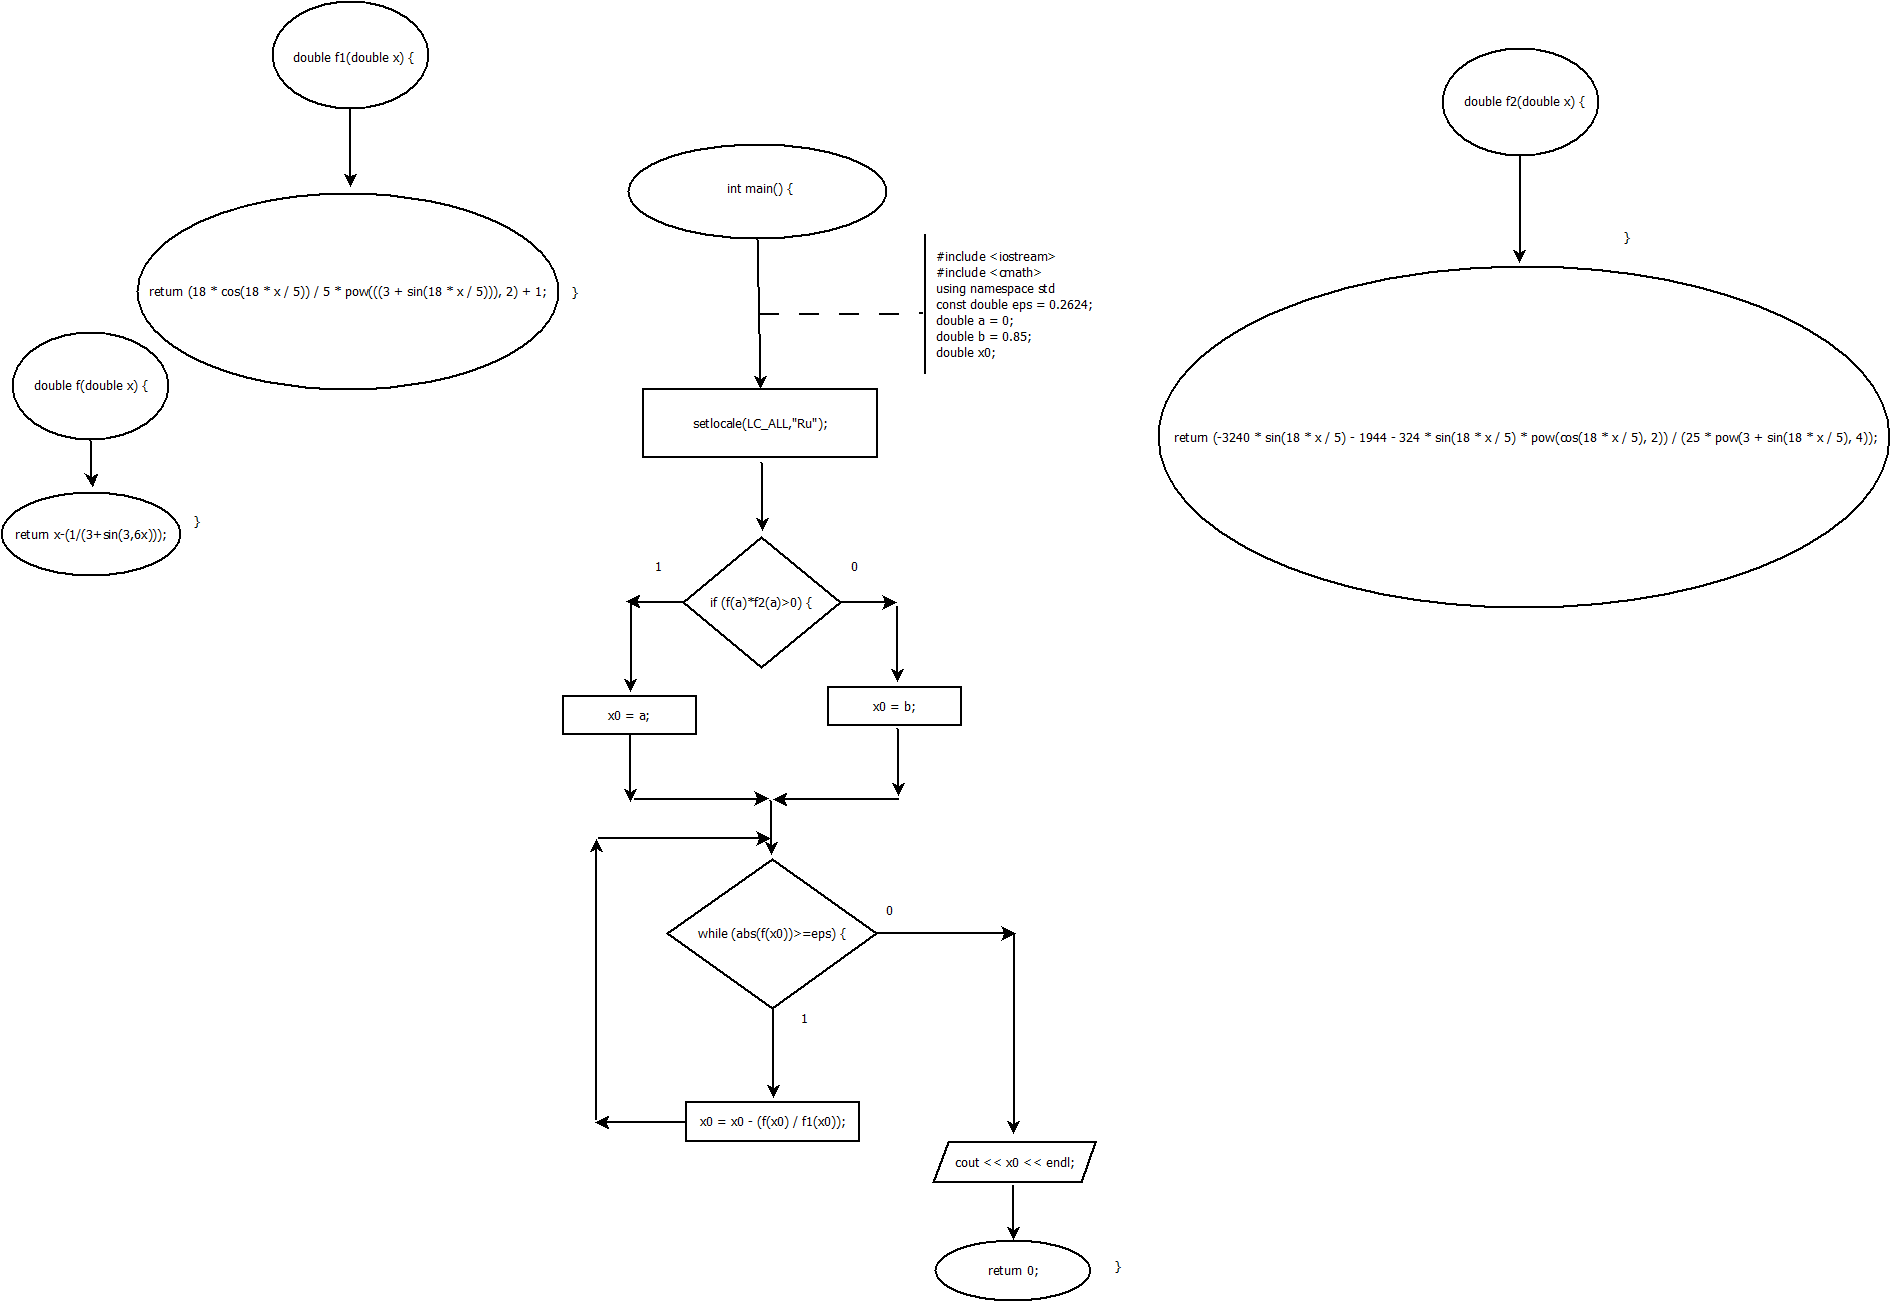 double f1(double x) {
return (18 * cos(18 * x / 5)) / 5 * pow(((3 + sin(18 * x / 5))), 2) + 1;
}
double f(double x) {
return x-(1/(3+sin(3,6x)));
}
int main() {
#include <iostream>
#include <cmath>
using namespace std
const double eps = 0.2624;
double a = 0;
double b = 0.85;
double x0;
setlocale(LC_ALL,"Ru");
if (f(a)*f2(a)>0) {
1
0
x0 = a;
x0 = b;
while (abs(f(x0))>=eps) {
0
1
x0 = x0 - (f(x0) / f1(x0));
cout << x0 << endl;
return 0;
}
double f2(double x) {
}
return (-3240 * sin(18 * x / 5) - 1944 - 324 * sin(18 * x / 5) * pow(cos(18 * x / 5), 2)) / (25 * pow(3 + sin(18 * x / 5), 4));